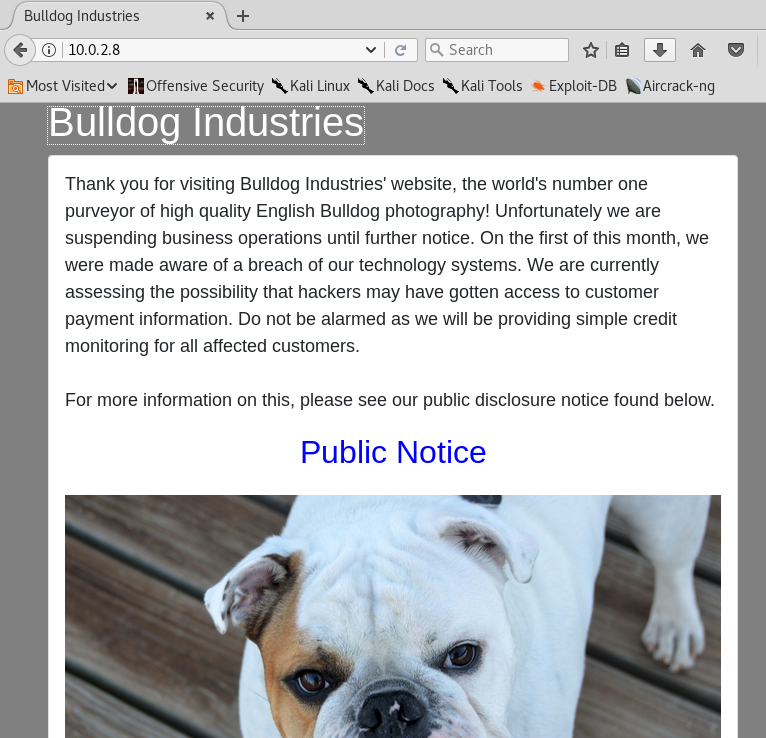 Bulldog Industries
10.0.2.8
Search
Most Visited Offensive Security Kali Linux Kali Docs Kali Tools Exploit-DB Aircrack-ng
Bulldog Industries
Thank you for visiting Bulldog Industries' website, the world's number one
purveyor of high quality English Bulldog photography! Unfortunately we are
suspending business operations until further notice. On the first of this month, we
were made aware of a breach of our technology systems. We are currently
assessing the possibility that hackers may have gotten access to customer
payment information. Do not be alarmed as we will be providing simple credit
monitoring for all affected customers.
For more information on this, please see our public disclosure notice found below.
Public Notice